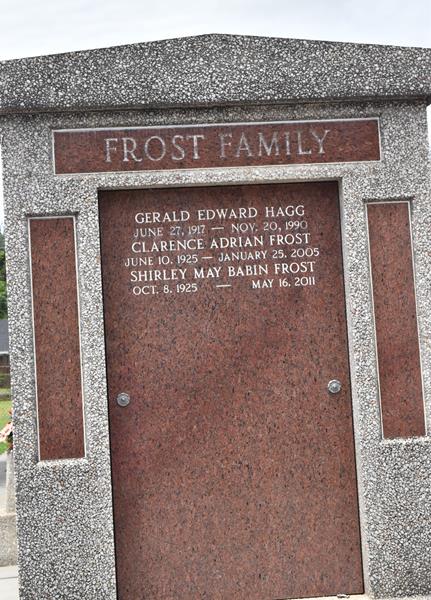 FROST FAMILY
GERALD EDWARD HAGG
JUNE 27, 1917 — NOV. 20, 1990
CLARENCE ADRIAN FROST
JUNE 10, 1925 — JANUARY 25, 2005
SHIRLEY MAY BABIN FROST
OCT. 8, 1925 — MAY 16, 2011